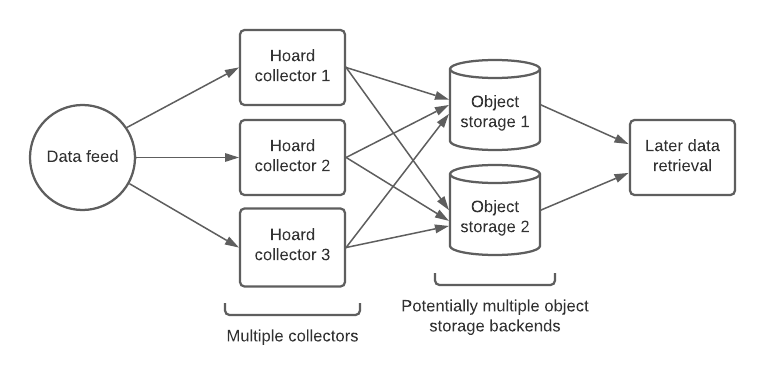 Data feed
Hoard
collector 1
Hoard
collector 2
Hoard
collector 3
Multiple collectors
Object
storage 1
Object
storage 2
Potentially multiple object
storage backends
Later data
retrieval